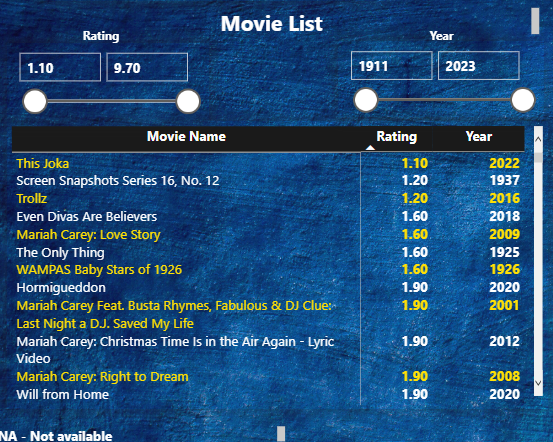 Movie List
Rating
Year
1.10 9.70
1911 2023
Movie Name Rating Year
This Joka 1.10 2022
Screen Snapshots Series 16, No. 12 1.20 1937
Trollz 1.20 2016
Even Divas Are Believers 1.60 2018
Mariah Carey: Love Story 1.60 2009
The Only Thing 1.60 1925
WAMPAS Baby Stars of 1926 1.60 1926
Hormigueddon 1.90 2020
Mariah Carey Feat. Busta Rhymes, Fabulous & DJ Clue: 1.90 2001
Last Night a D.J. Saved My Life
Mariah Carey: Christmas Time Is in the Air Again - Lyric 1.90 2012
Video
Mariah Carey: Right to Dream 1.90 2008
Will from Home 1.90 2020
NA - Not available